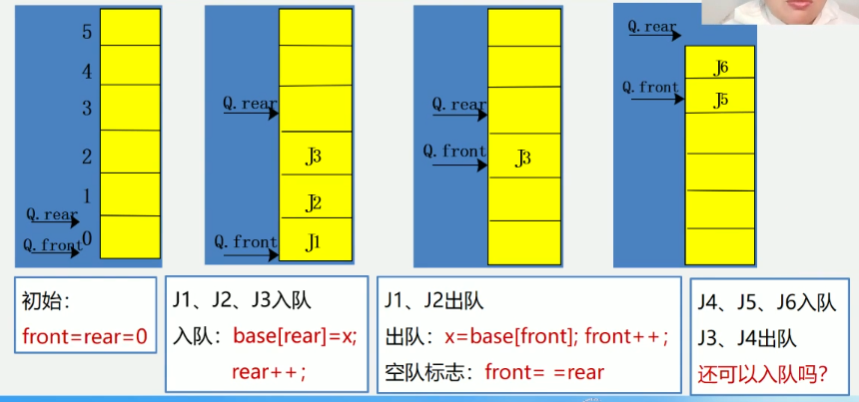 5
4
3
2
1
0
Q.rear
Q.front
Q.rear
Q.front
J3
J2
J1
Q.rear
Q.front
J3
Q.rear
Q.front
J6
J5
初始：
front=rear=0
J1、J2、J3入队
入队：base[rear]=x;
rear++；
J1、J2出队
出队：x=base[front]; front++；
空队标志：front= =rear
J4、J5、J6入队
J3、J4出队
还可以入队吗？